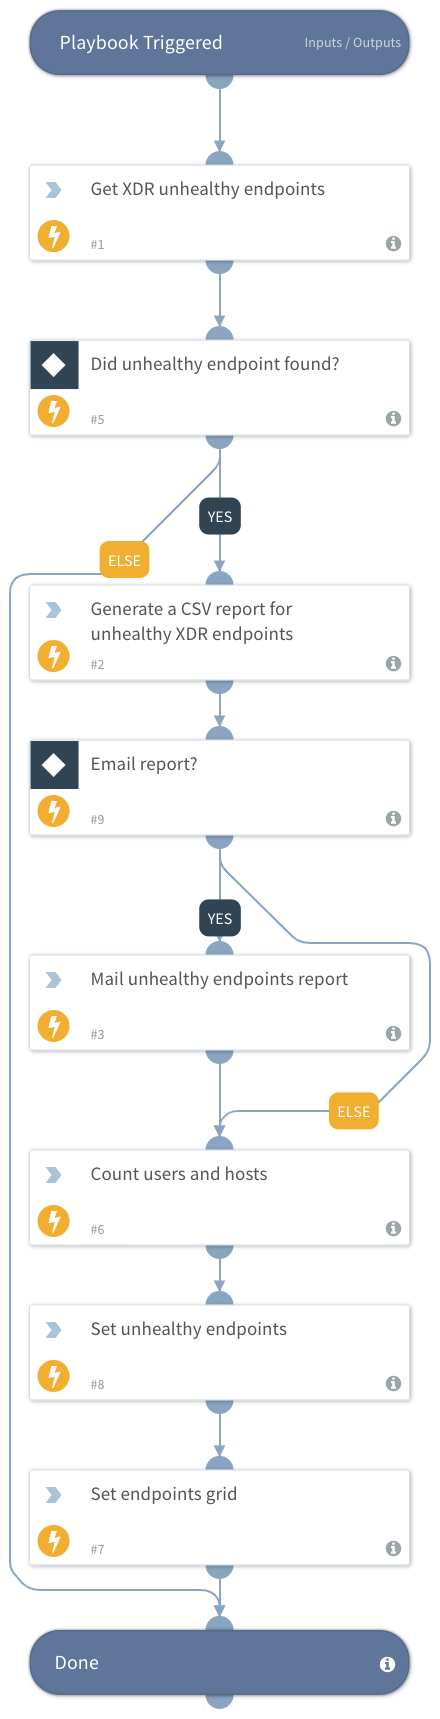 Playbook Triggered
Inputs / Outputs
Get XDR unhealthy endpoints
#1
Did unhealthy endpoint found?
#5
YES
ELSE
Generate a CSV report for
unhealthy XDR endpoints
#2
Email report?
#9
YES
Mail unhealthy endpoints report
#3
ELSE
Count users and hosts
#6
Set unhealthy endpoints
#8
Set endpoints grid
#7
Done